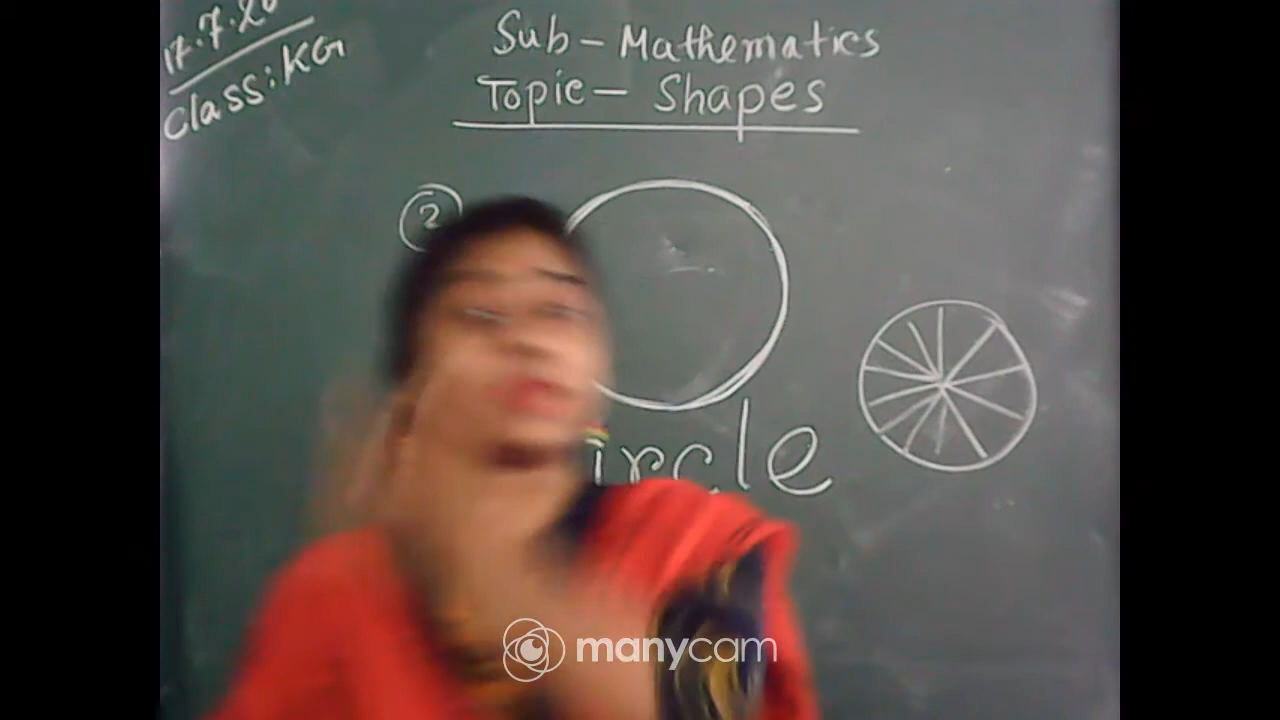 17.7.20
Class: KG
Sub - Mathematics
Topic - Shapes
2
ircle
manycam